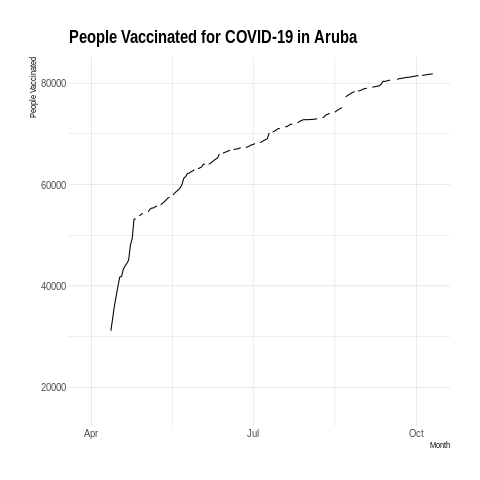 People Vaccinated for COVID-19 in Aruba
People Vaccinated
80000
60000
40000
20000
Apr
Jul
Oct
Month